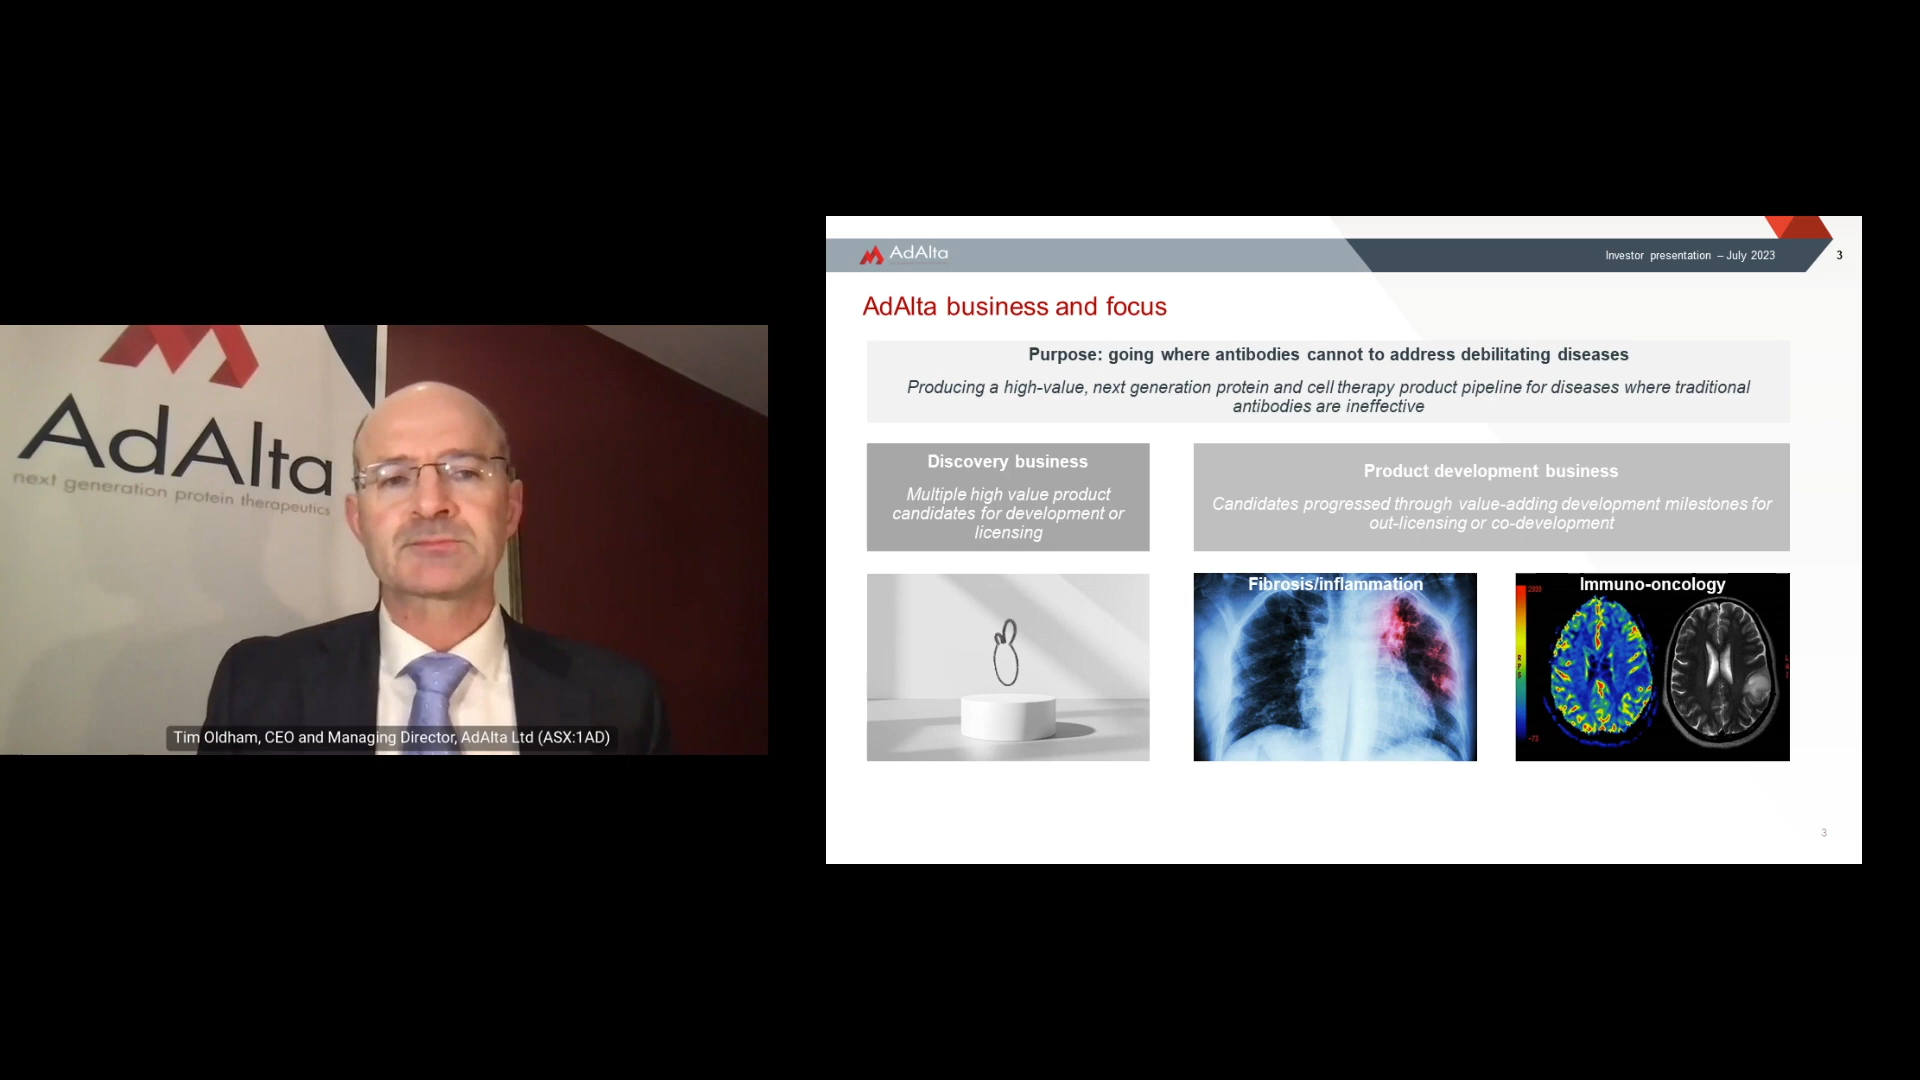 AdAlta
next generation protein therapeutics
Tim Oldham, CEO and Managing Director, AdAlta Ltd (ASX:1AD)
AdAlta
Investor presentation – July 2023
3
AdAlta business and focus
Purpose: going where antibodies cannot to address debilitating diseases
Producing a high-value, next generation protein and cell therapy product pipeline for diseases where traditional
antibodies are ineffective
Discovery business
Multiple high value product
candidates for development or
licensing
Product development business
Candidates progressed through value-adding development milestones for
out-licensing or co-development
Fibrosis/inflammation
Immuno-oncology
3